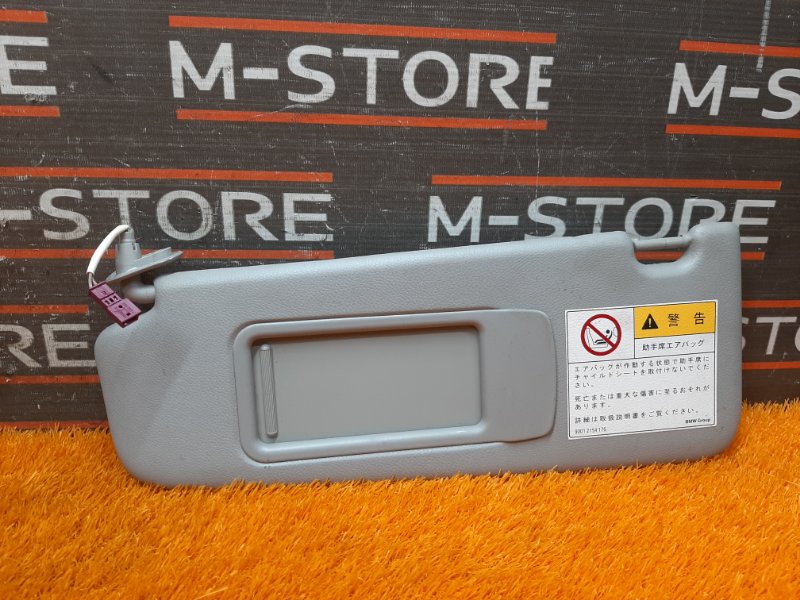 RE
M-STORE
M-S
-STORE
M-STORE
警告
助手席エアバッグ
エアバッグが作動する状態で助手席に
チャイルドシートを取付けないでくだ
さい。
死亡または重大な傷害に至るおそれが
あります。
詳細は取扱説明書をご覧ください。
BMW Group
M-STORE